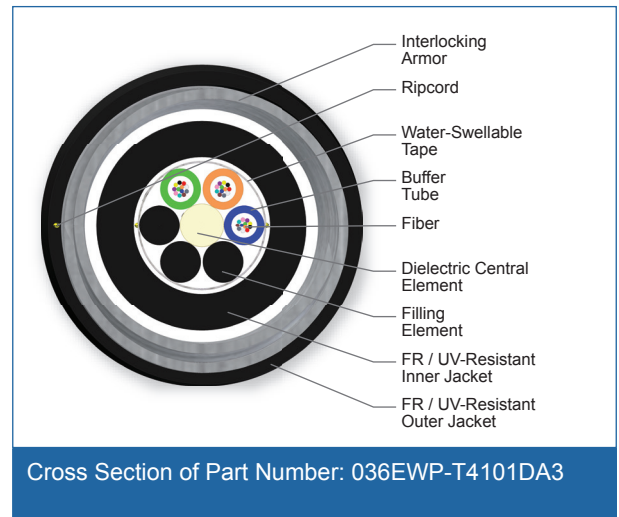 Interlocking
Armor
Ripcord
Water-Swellable
Tape
Buffer
Tube
Fiber
Dielectric Central
Element
Filling
Element
FR / UV-Resistant
Inner Jacket
FR / UV-Resistant
Outer Jacket
Cross Section of Part Number: 036EWP-T4101DA3